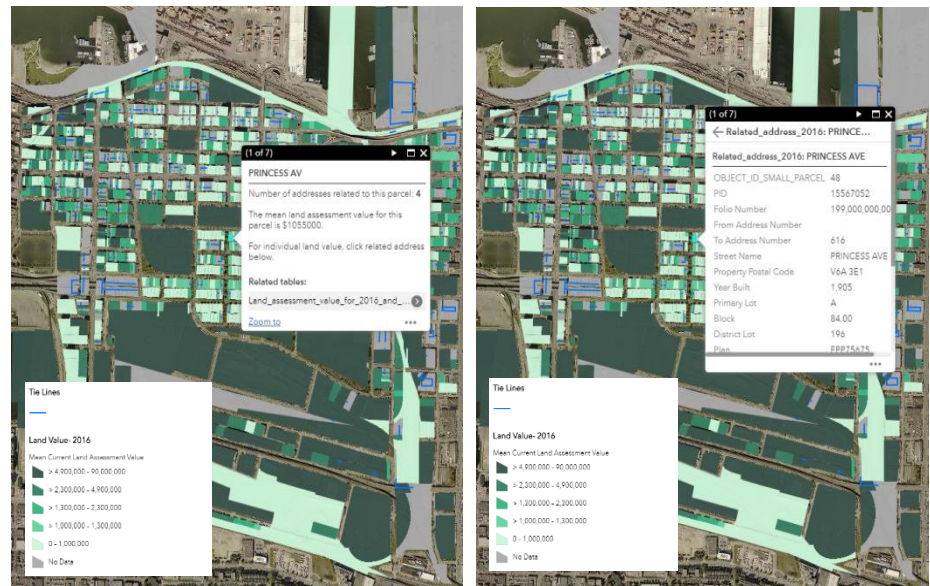 (1 of 7)
PRINCESS AV
Number of addresses related to this parcel: 4
The mean land assessment value for this
parcel is $1055000.
For individual land value, click related address
below.
Related tables:
Land_assessment_value_for_2016_and_...
Zoom to
...
Tie Lines
Land Value- 2016
Mean Current Land Assessment Value
> 4,900,000 - 90,000,000
> 2,300,000 - 4,900,000
> 1,300,000 - 2,300,000
> 1,000,000 - 1,300,000
0 - 1,000,000
No Data
(1 of 7)
Related_address_2016: PRINCE...
Related_address_2016: PRINCESS AVE
OBJECT_ID_SMALL_PARCEL 48
PID 15567052
Folio Number 199,000,000,00
From Address Number
To Address Number 616
Street Name PRINCESS AVE
Property Postal Code V6A 3E1
Year Built 1,905
Primary Lot A
Block 84.00
District Lot 196
Plan EPP75675
...
Tie Lines
Land Value- 2016
Mean Current Land Assessment Value
> 4,900,000 - 90,000,000
> 2,300,000 - 4,900,000
> 1,300,000 - 2,300,000
> 1,000,000 - 1,300,000
0 - 1,000,000
No Data